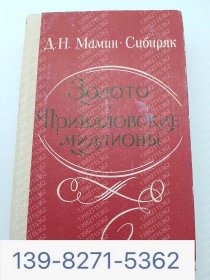 Д.Н. Мамин-Сибиряк
Золото
Приваловские
миллионы
139-8271-5362